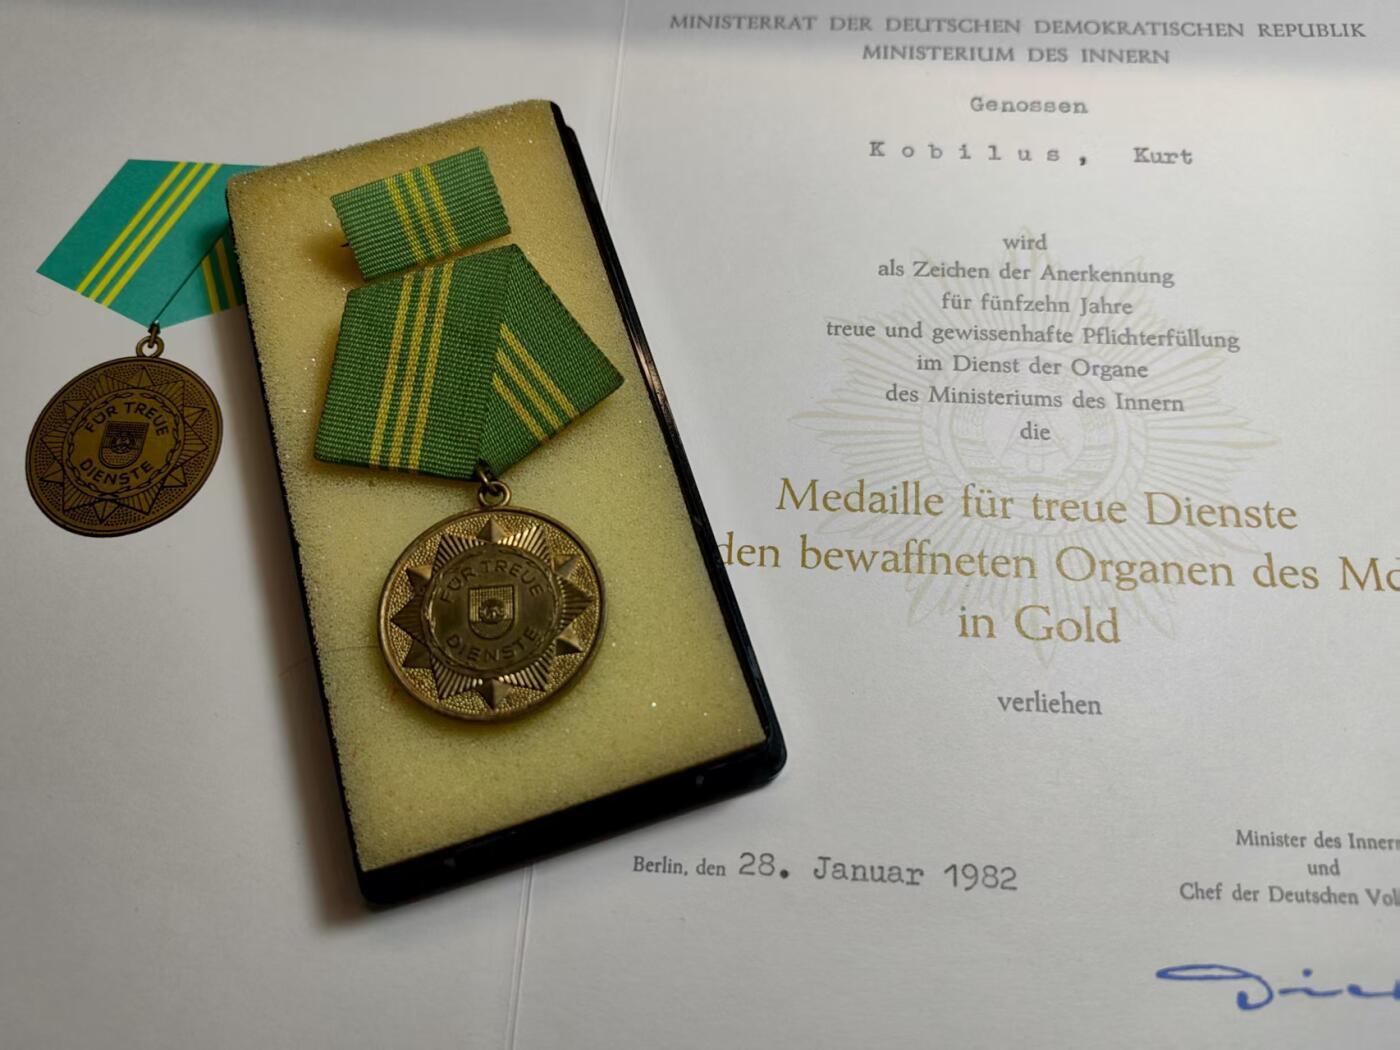 MINISTERRAT DER DEUTSCHEN DEMOKRATISCHEN REPUBLIK
MINISTERIUM DES INNERN
Genossen
Kobilus, Kurt
wird
als Zeichen der Anerkennung
für fünfzehn Jahre
treue und gewissenhafte Pflichterfüllung
im Dienst der Organe
des Ministeriums des Innern
die
Medaille für treue Dienste
den bewaffneten Organen des
in Gold
verliehen
Berlin, den 28. Januar 1982
Minister des Innern
und
Chef der Deutschen
FÜR TREUE
DIENSTE
FÜR TREUE
DIENSTE